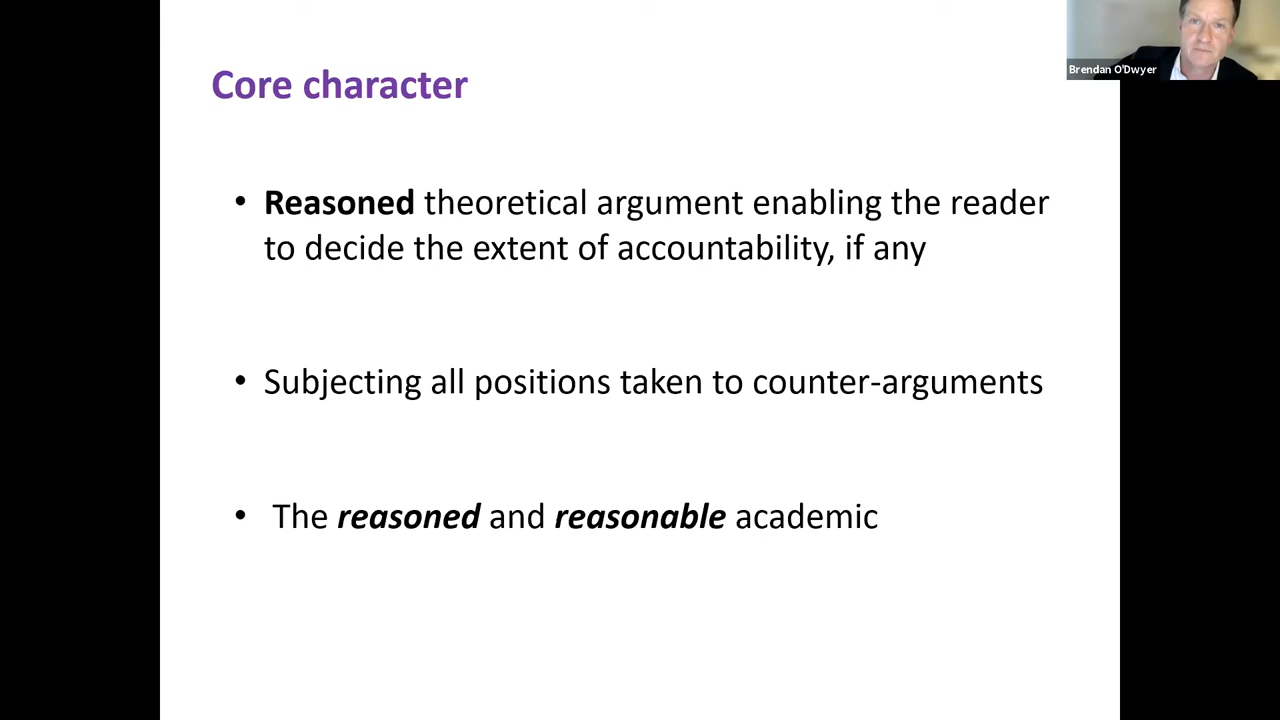 Brendan O'Dwyer
Core character
• Reasoned theoretical argument enabling the reader
to decide the extent of accountability, if any
• Subjecting all positions taken to counter-arguments
• The reasoned and reasonable academic